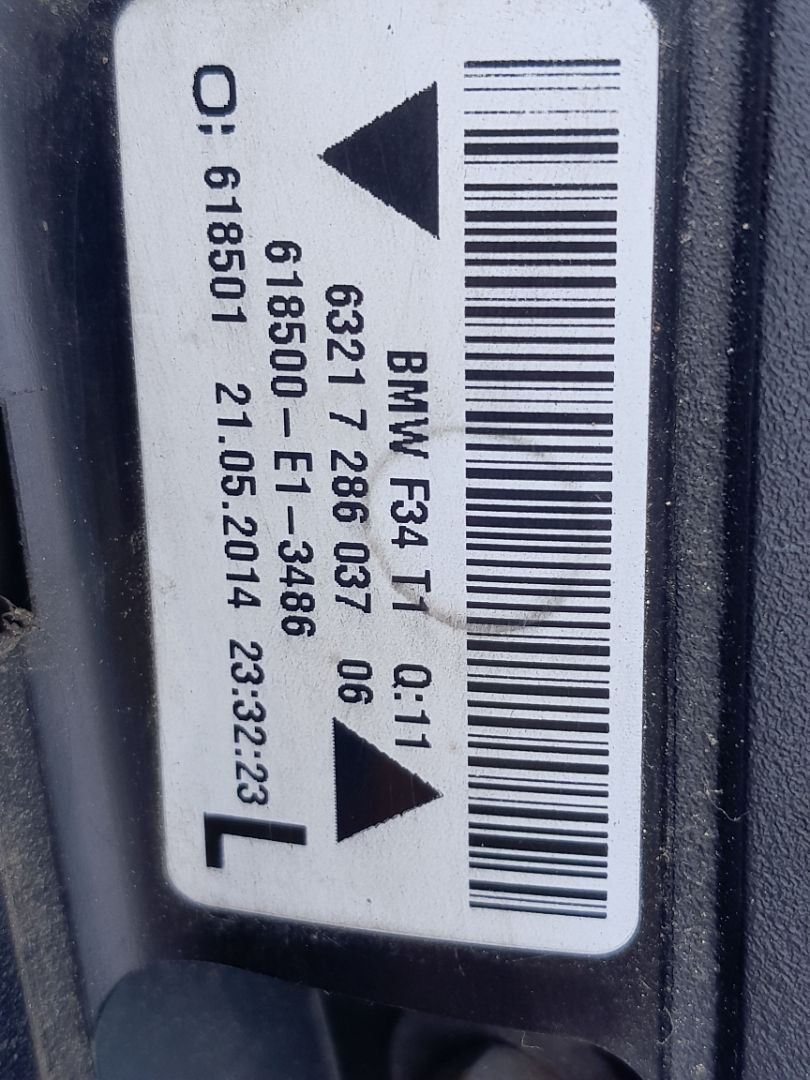 BMW F34 T1 Q:11
6321 7 286 037 06
618500-E1-3486
O: 618501 21.05.2014 23:32:23
L